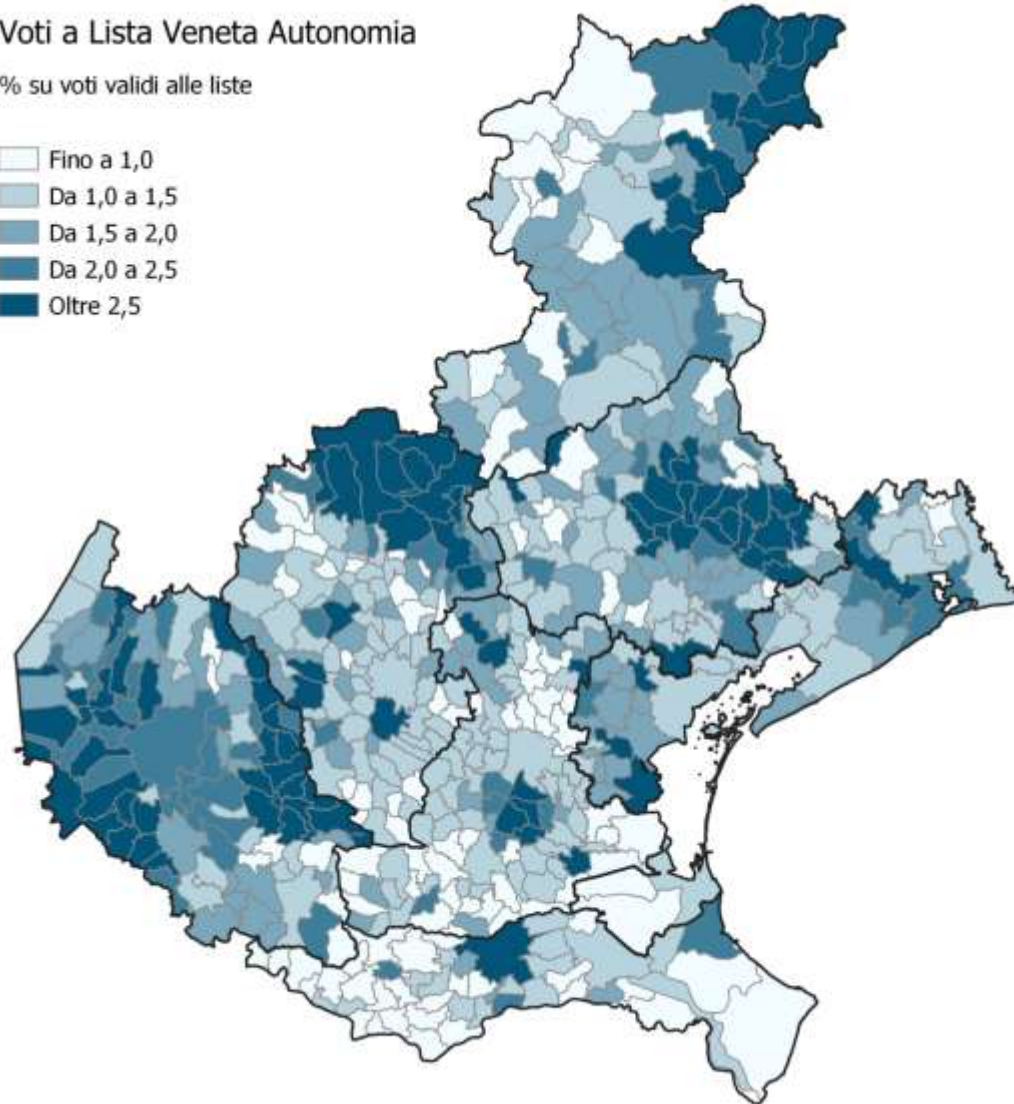 Voti a Lista Veneta Autonomia
% su voti validi alle liste
Fino a 1,0
Da 1,0 a 1,5
Da 1,5 a 2,0
Da 2,0 a 2,5
Oltre 2,5